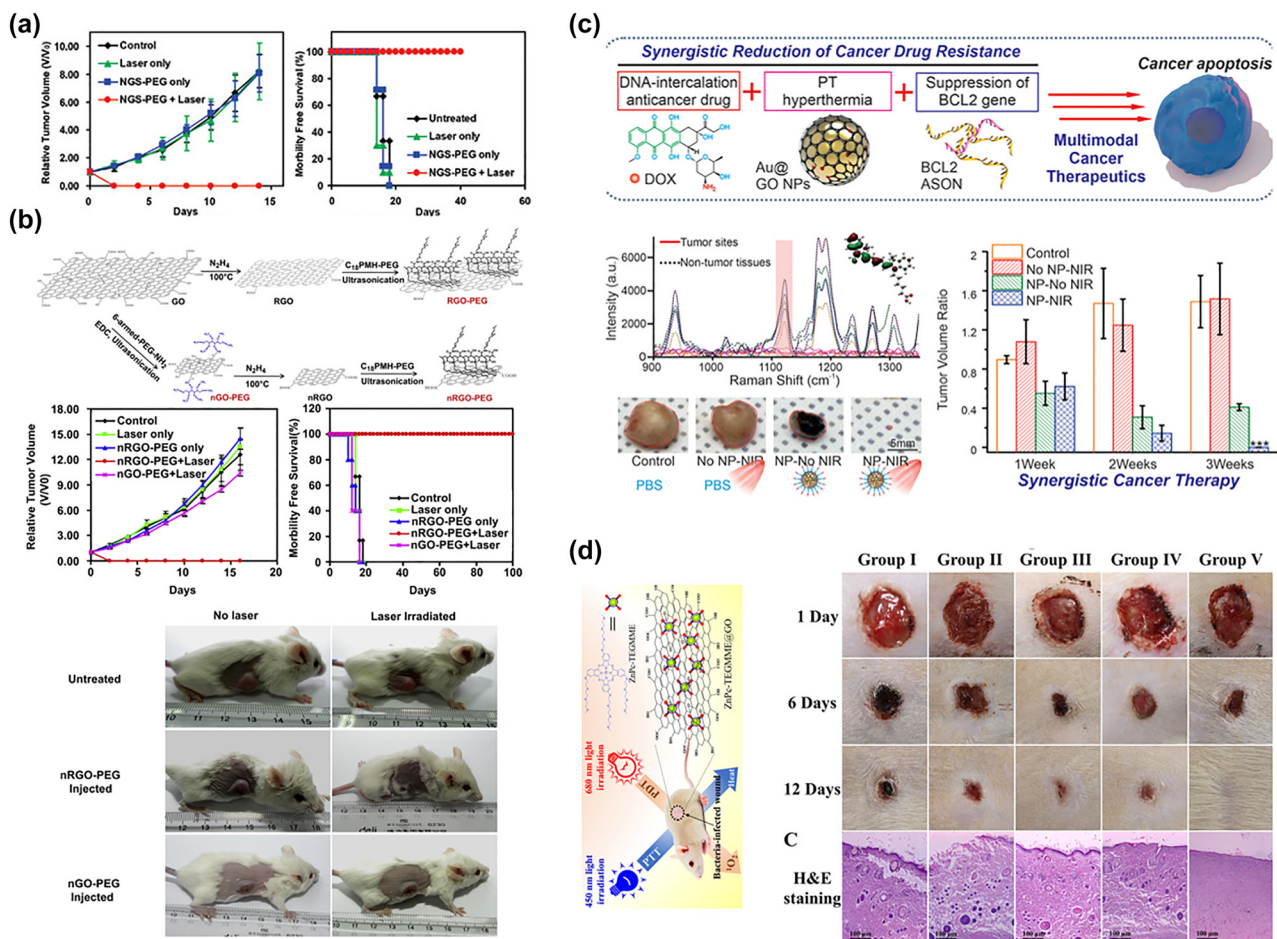 (a)
Relative Tumor Volume (V/V₀)
10.00
8.00
6.00
4.00
2.00
0.00
Control
Laser only
NGS-PEG only
NGS-PEG + Laser
0 5 10 15
Days
Morbidity Free Survival (%)
120
100
80
60
40
20
0
Untreated
Laser only
NGS-PEG only
NGS-PEG + Laser
0 20 40 60
Days
(b)
GO
N₂H₄
100°C
RGO
C₁₈PMH-PEG
Ultrasonication
RGO-PEG
6-armed-PEG-NH₂
EDC, Ultrasonication
nGO-PEG
N₂H₄
100°C
nRGO
C₁₈PMH-PEG
Ultrasonication
nRGO-PEG
Relative Tumor Volume
(V/V0)
18.00
15.00
12.00
9.00
6.00
3.00
0.00
Control
Laser only
nRGO-PEG only
nRGO-PEG+Laser
nGO-PEG+Laser
0 5 10 15 20
Days
Morbidity Free Survival(%)
120
100
80
60
40
20
0
Control
Laser only
nRGO-PEG only
nRGO-PEG+Laser
nGO-PEG+Laser
0 20 40 60 80 100
Days
No laser
Laser Irradiated
Untreated
nRGO-PEG
Injected
nGO-PEG
Injected
(c)
Synergistic Reduction of Cancer Drug Resistance
DNA-intercalation
anticancer drug
+
PT
hyperthermia
+
Suppression of
BCL2 gene
DOX
Au@
GO NPs
BCL2
ASON
Cancer apoptosis
Multimodal
Cancer
Therapeutics
Intensity (a.u.)
6000
4000
2000
0
Tumor sites
Non-tumor tissues
900 1000 1100 1200 1300
Raman Shift (cm⁻¹)
5mm
Control
No NP-NIR
NP-No NIR
NP-NIR
PBS
PBS
Tumor Volume Ratio
2.0
1.6
1.2
0.8
0.4
0
Control
No NP-NIR
NP-No NIR
NP-NIR
***
1Week 2Weeks 3Weeks
Synergistic Cancer Therapy
(d)
ZnPc-TEGMME
ZnPc-TEGMME@GO
680 nm light
irradiation
PDT
Heat
450 nm light
irradiation
PTT
Bacteria-infected wound
¹O₂
Group I Group II Group III Group IV Group V
1 Day
6 Days
12 Days
C
H&E
staining
100 μm 100 μm 100 μm 100 μm 100 μm